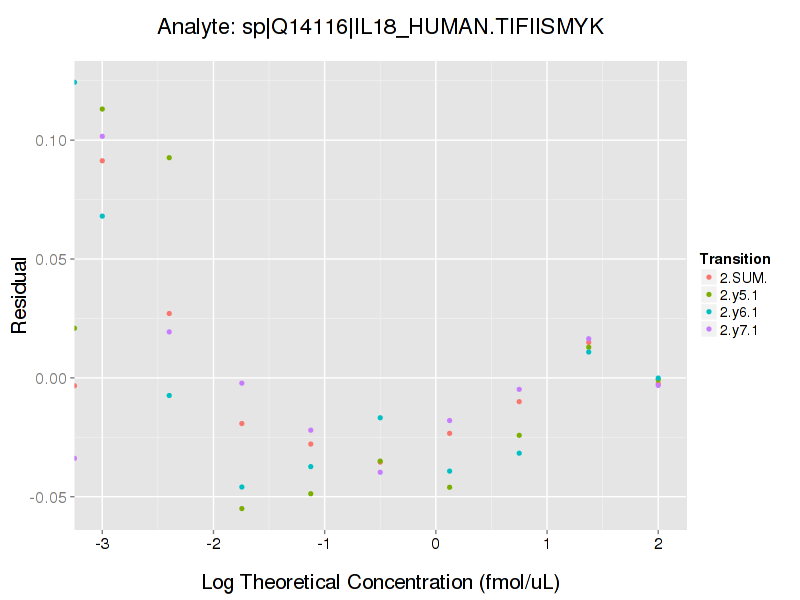 Analyte: sp|Q14116|IL18_HUMAN.TIFIISMYK
Residual
0.10
0.05
0.00
-0.05
-3 -2 -1 0 1 2
Log Theoretical Concentration (fmol/uL)
Transition
2.SUM.
2.y5.1
2.y6.1
2.y7.1